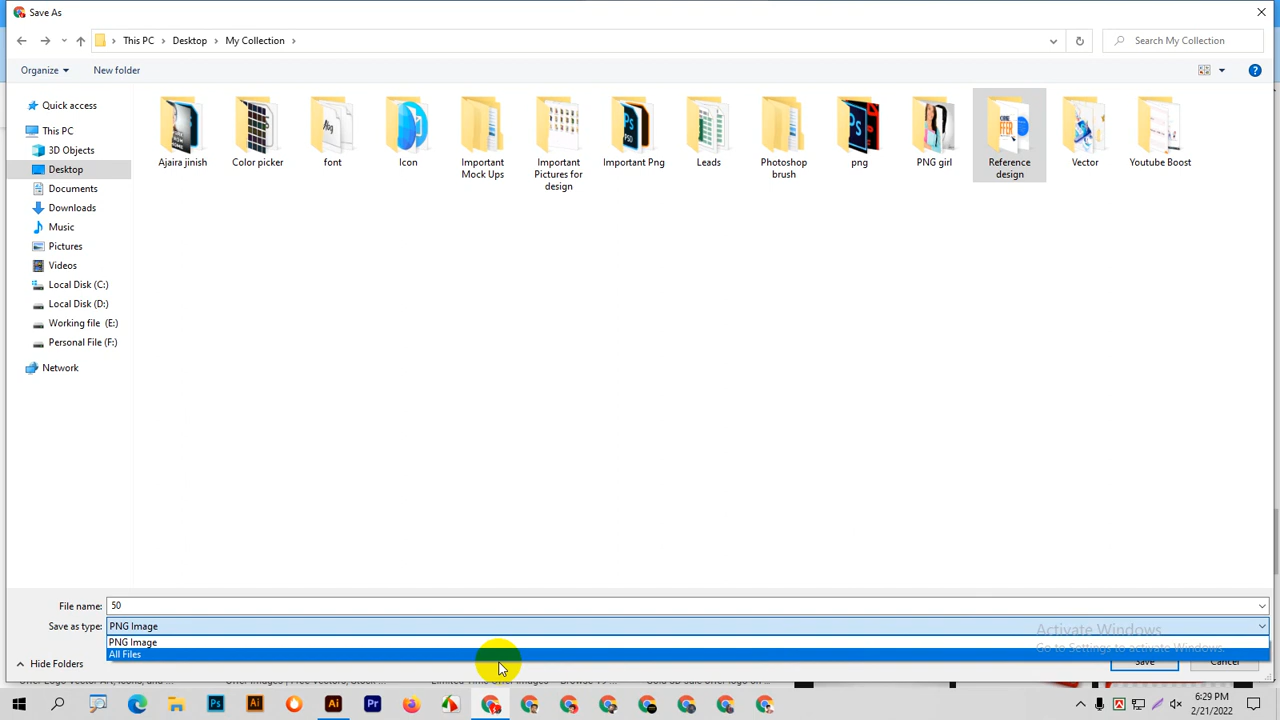 Save As
This PC
Desktop
My Collection
Search My Collection
Organize
New folder
Quick access
This PC
3D Objects
Desktop
Documents
Downloads
Music
Pictures
Videos
Local Disk (C:)
Local Disk (D:)
Working file (E:)
Personal File (F:)
Network
Ajaira jinish
Color picker
font
Icon
Important
Mock Ups
Important
Pictures for
design
Important Png
Leads
Photoshop
brush
png
PNG girl
Reference
design
Vector
Youtube Boost
File name:
50
Save as type:
PNG Image
PNG Image
All Files
Activate Windows
Go to Settings to activate Windows.
Hide Folders
Save
Cancel
6:29 PM
2/21/2022